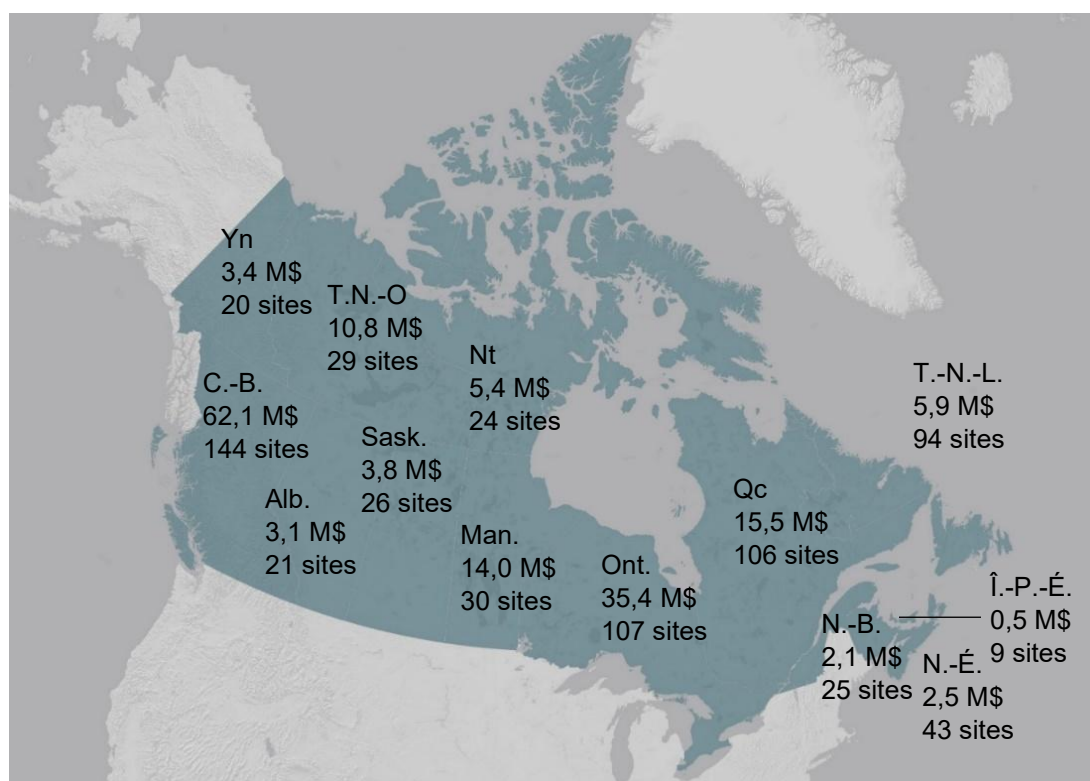 Yn
3,4 M$
20 sites
T.N.-O
10,8 M$
29 sites
Nt
5,4 M$
24 sites
C.-B.
62,1 M$
144 sites
T.-N.-L.
5,9 M$
94 sites
Sask.
3,8 M$
26 sites
Alb.
3,1 M$
21 sites
Qc
15,5 M$
106 sites
Man.
14,0 M$
30 sites
Ont.
35,4 M$
107 sites
Î.-P.-É.
0,5 M$
9 sites
N.-B.
2,1 M$
25 sites
N.-É.
2,5 M$
43 sites